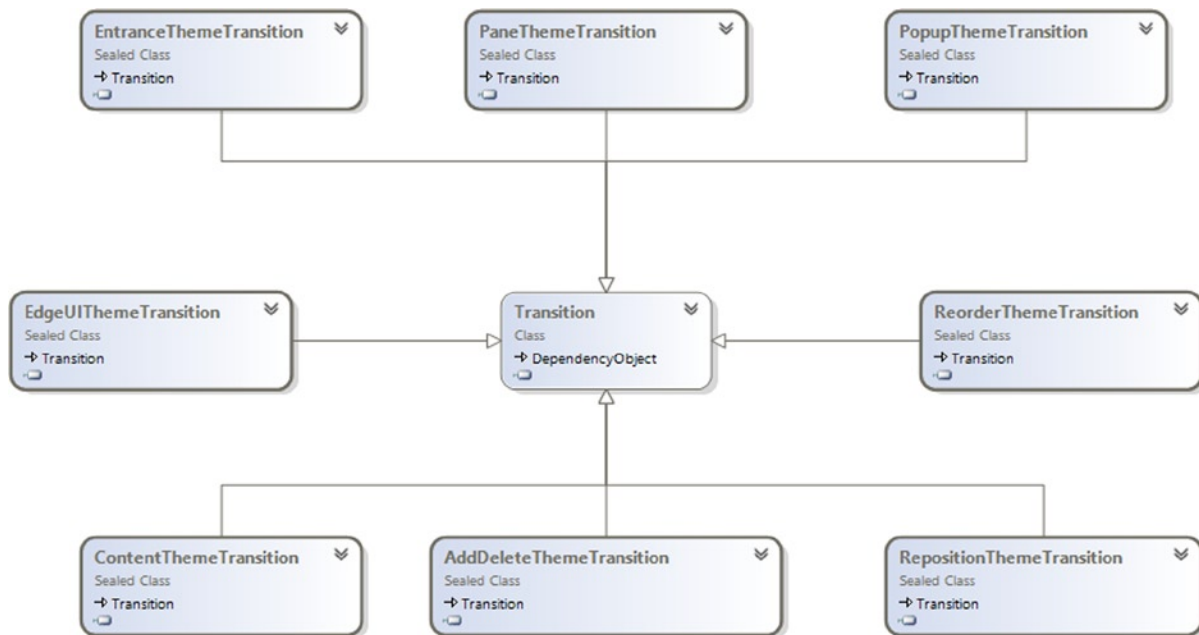 EntranceThemeTransition
Sealed Class
Transition
PaneThemeTransition
Sealed Class
Transition
PopupThemeTransition
Sealed Class
Transition
EdgeUIThemeTransition
Sealed Class
Transition
Transition
Class
DependencyObject
ReorderThemeTransition
Sealed Class
Transition
ContentThemeTransition
Sealed Class
Transition
AddDeleteThemeTransition
Sealed Class
Transition
RepositionThemeTransition
Sealed Class
Transition